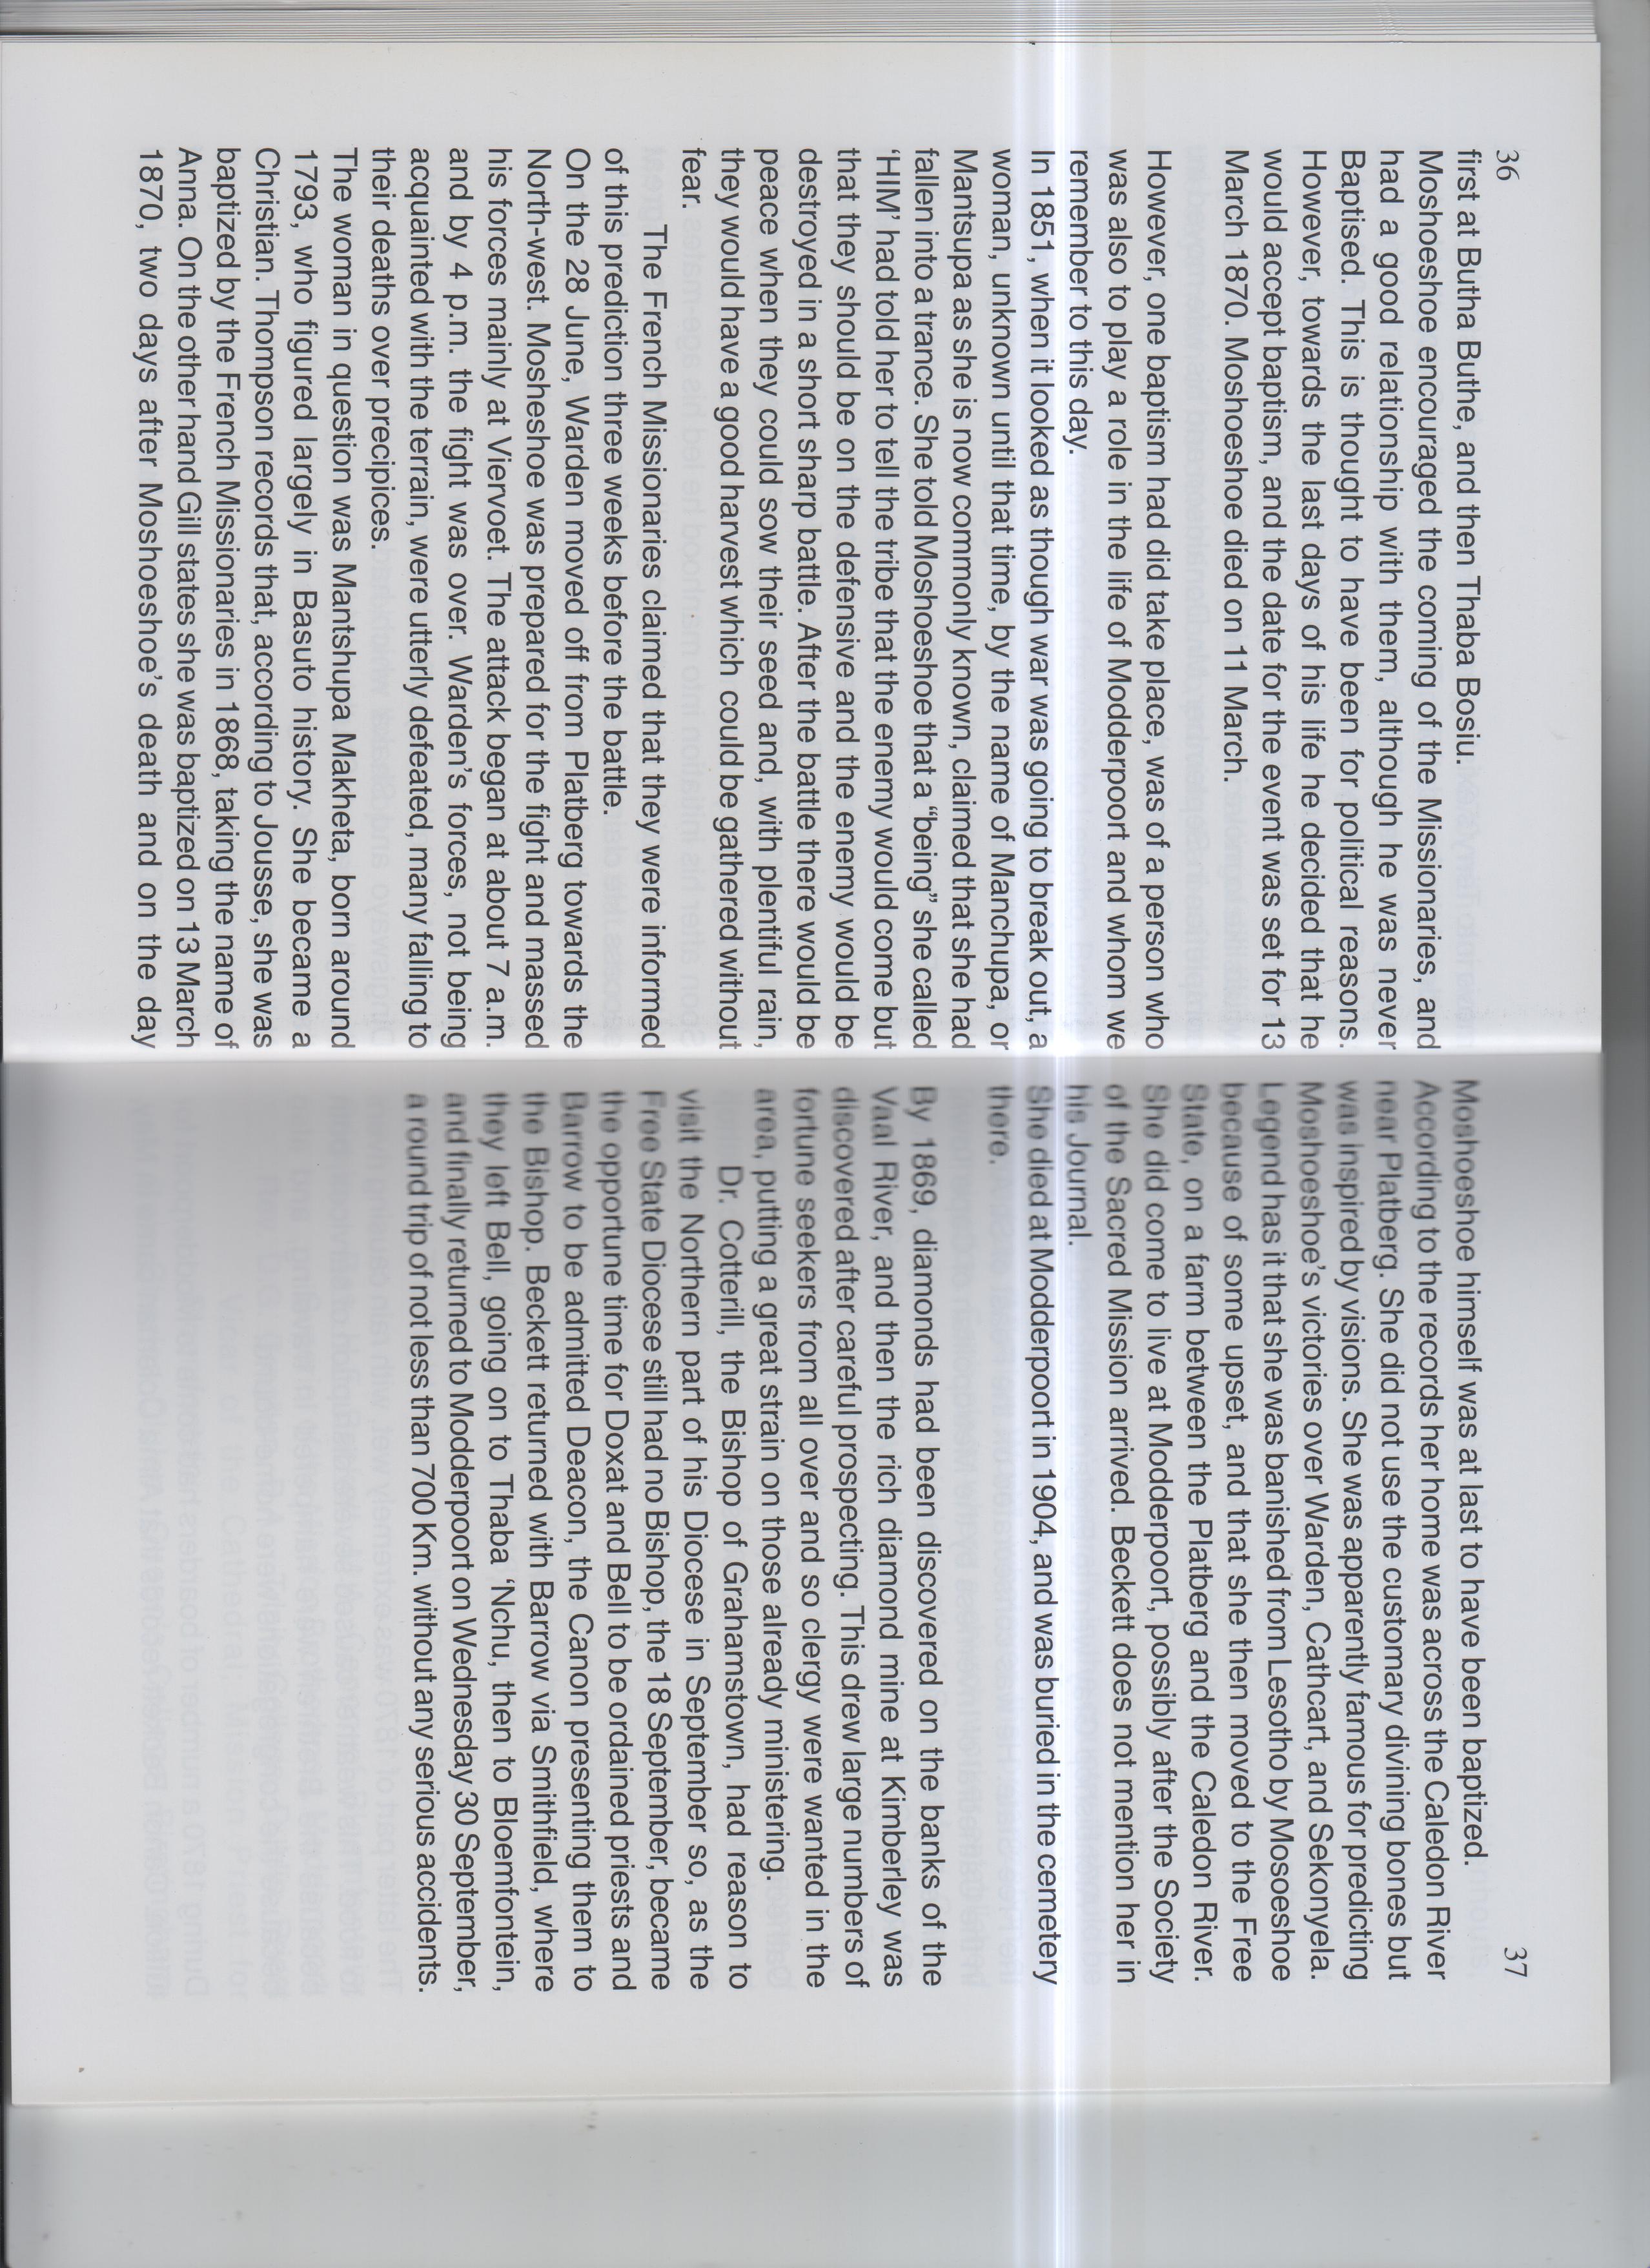 36
first at Butha Buthe, and then Thaba Bosiu.
Moshoeshoe encouraged the coming of the Missionaries, and
had a good relationship with them, although he was never
Baptised. This is thought to have been for political reasons.
However, towards the last days of his life he decided that he
would accept baptism, and the date for the event was set for 13
March 1870. Moshoeshoe died on 11 March.
However, one baptism had did take place, was of a person who
was also to play a role in the life of Modderpoort and whom we
remember to this day.
In 1851, when it looked as though war was going to break out, a
woman, unknown until that time, by the name of Manchupa, or
Mantsupa as she is now commonly known, claimed that she had
fallen into a trance. She told Moshoeshoe that a “being” she called
‘HIM’ had told her to tell the tribe that the enemy would come but
that they should be on the defensive and the enemy would be
destroyed in a short sharp battle. After the battle there would be
peace when they could sow their seed and, with plentiful rain,
they would have a good harvest which could be gathered without
fear.
The French Missionaries claimed that they were informed
of this prediction three weeks before the battle.
On the 28 June, Warden moved off from Platberg towards the
North-west. Mosheshoe was prepared for the fight and massed
his forces mainly at Viervoet. The attack began at about 7 a.m.
and by 4 p.m. the fight was over. Warden’s forces, not being
acquainted with the terrain, were utterly defeated, many falling to
their deaths over precipices.
The woman in question was Mantshupa Makheta, born around
1793, who figured largely in Basuto history. She became a
Christian. Thompson records that, according to Jousse, she was
baptized by the French Missionaries in 1868, taking the name of
Anna. On the other hand Gill states she was baptized on 13 March
1870, two days after Moshoeshoe’s death and on the day
37
Moshoeshoe himself was at last to have been baptized.
According to the records her home was across the Caledon River
near Platberg. She did not use the customary divining bones but
was inspired by visions. She was apparently famous for predicting
Moshoeshoe’s victories over Warden, Cathcart, and Sekonyela.
Legend has it that she was banished from Lesotho by Mosoeshoe
because of some upset, and that she then moved to the Free
State, on a farm between the Platberg and the Caledon River.
She did come to live at Modderport, possibly after the Society
of the Sacred Mission arrived. Beckett does not mention her in
his Journal.
She died at Modderport in 1904, and was buried in the cemetery
there.
By 1869, diamonds had been discovered on the banks of the
Vaal River, and then the rich diamond mine at Kimberley was
discovered after careful prospecting. This drew large numbers of
fortune seekers from all over and so clergy were wanted in the
area, putting a great strain on those already ministering.
Dr. Cotterill, the Bishop of Grahamstown, had reason to
visit the Northern part of his Diocese in September so, as the
Free State Diocese still had no Bishop, the 18 September, became
the opportune time for Doxat and Bell to be ordained priests and
Barrow to be admitted Deacon, the Canon presenting them to
the Bishop. Beckett returned with Barrow via Smithfield, where
they left Bell, going on to Thaba ‘Nchu, then to Bloemfontein,
and finally returned to Modderpoort on Wednesday 30 September,
a round trip of not less than 700 Km. without any serious accidents.